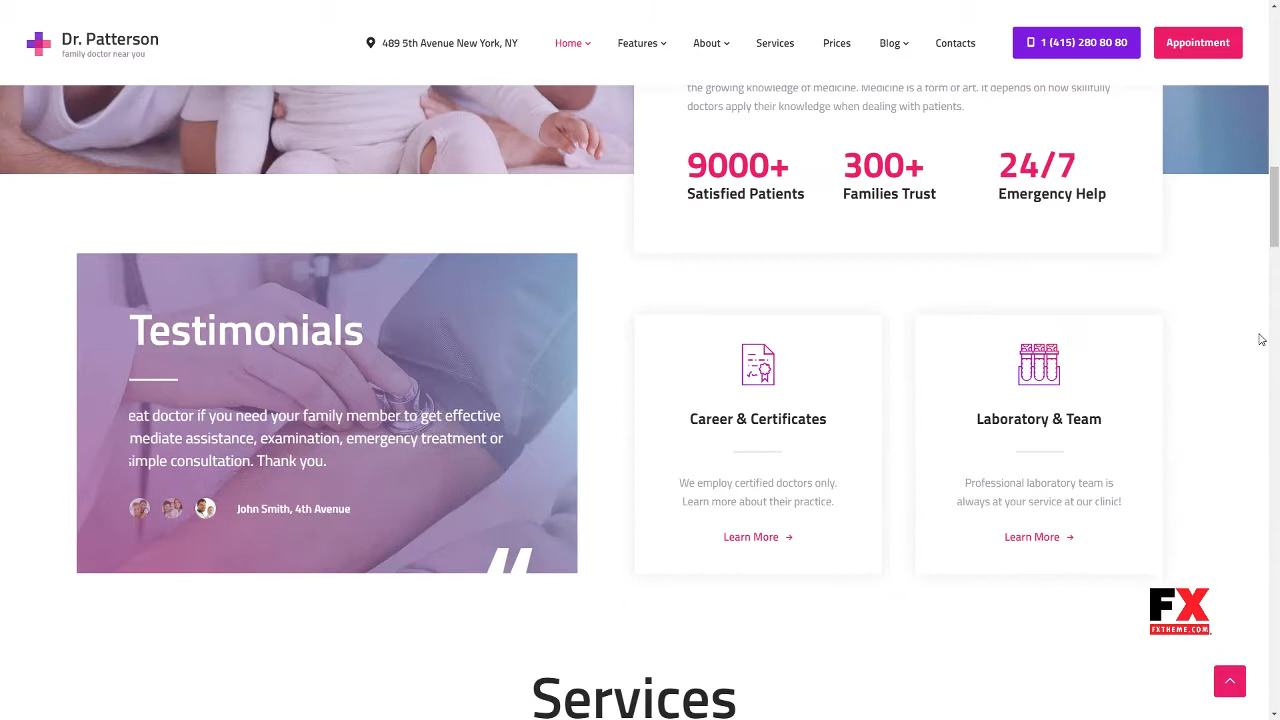 Dr. Patterson
family doctor near you
489 5th Avenue New York, NY
Home
Features
About
Services
Prices
Blog
Contacts
1 (415) 280 80 80
Appointment
the growing knowledge of medicine. Medicine is a form of art. It depends on how skillfully
doctors apply their knowledge when dealing with patients.
9000+
Satisfied Patients
300+
Families Trust
24/7
Emergency Help
Testimonials
eat doctor if you need your family member to get effective
mediate assistance, examination, emergency treatment or
simple consultation. Thank you.
John Smith, 4th Avenue
Career & Certificates
We employ certified doctors only.
Learn more about their practice.
Learn More →
Laboratory & Team
Professional laboratory team is
always at your service at our clinic!
Learn More →
FX
FXTHEME.COM
Services